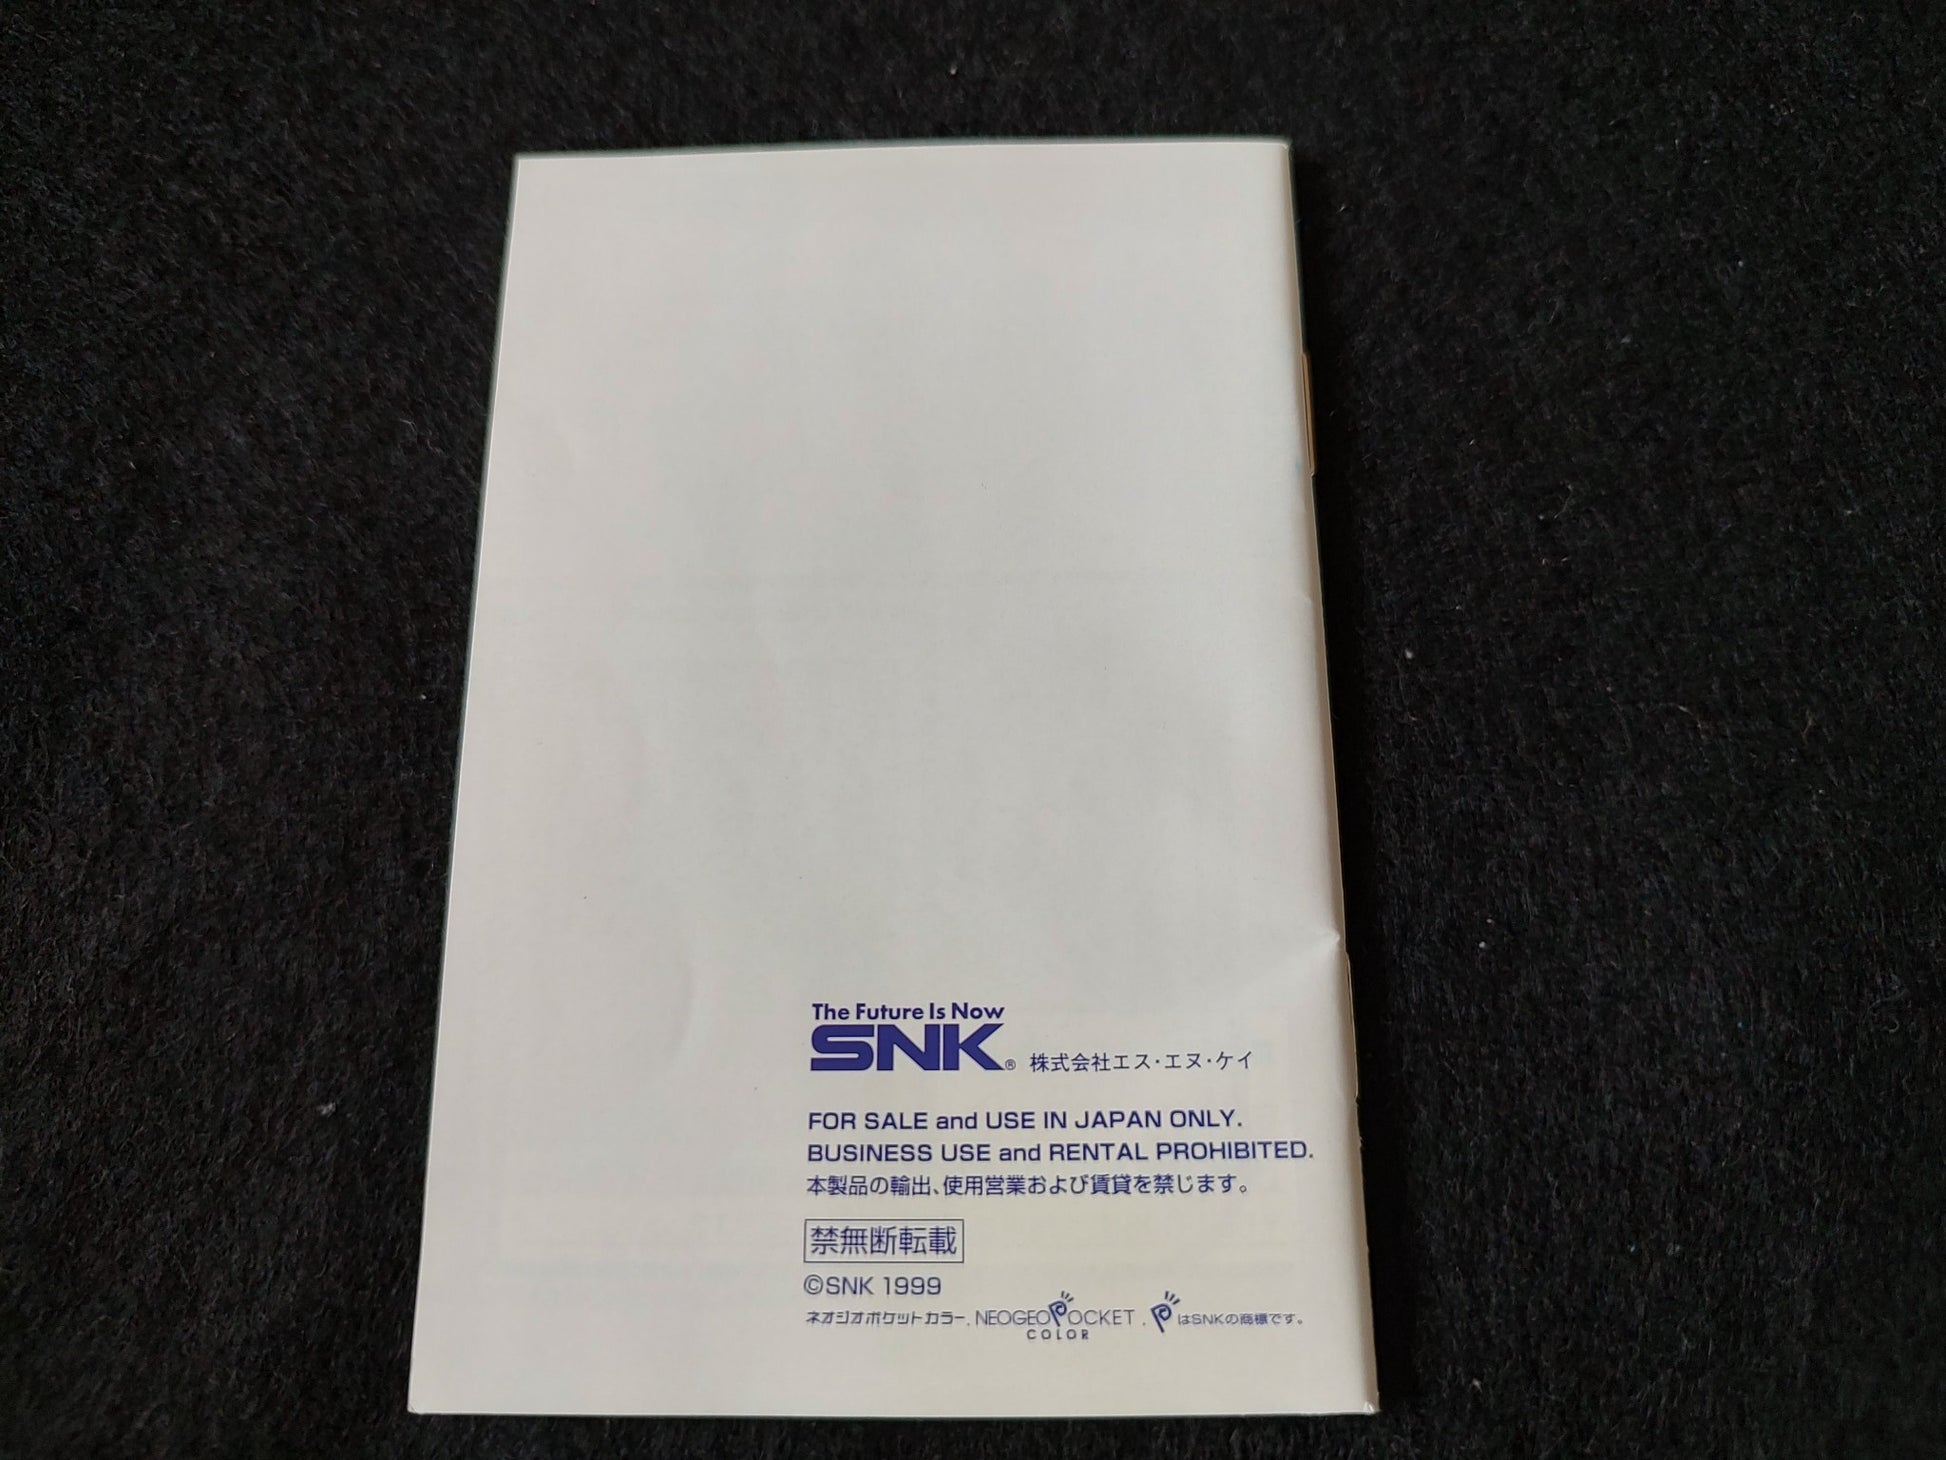 The Future Is Now
SNK® 株式会社エス・エヌ・ケイ
FOR SALE and USE IN JAPAN ONLY.
BUSINESS USE and RENTAL PROHIBITED.
本製品の輸出、使用営業および賃貸を禁じます。
禁無断転載
©SNK 1999
ネオジオポケットカラー, NEOGEO POCKET COLOR , P はSNKの商標です。